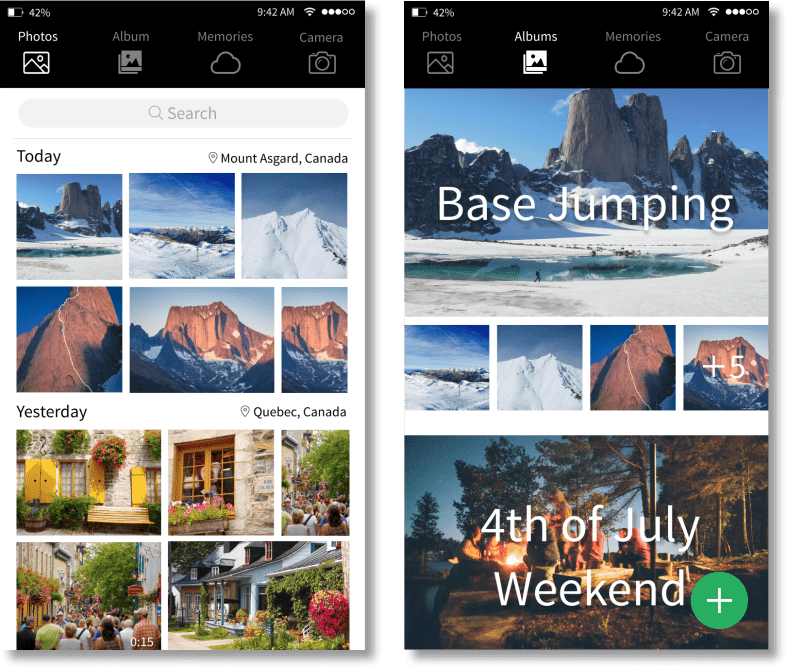 42% 9:42 AM
Photos Album Memories Camera
Search
Today Mount Asgard, Canada
Yesterday Quebec, Canada
0:15
42% 9:42 AM
Photos Albums Memories Camera
Base Jumping
+5
4th of July
Weekend
+